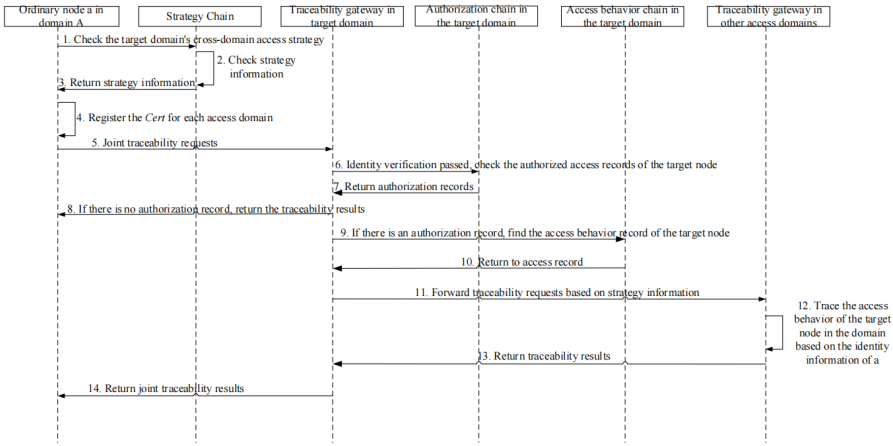 Ordinary node a in
domain A
Strategy Chain
Traceability gateway in
target domain
Authorization chain in
the target domain
Access behavior chain in
the target domain
Traceability gateway in
other access domains
1. Check the target domain's cross-domain access strategy
2. Check strategy
information
3. Return strategy information
4. Register the Cert for each access domain
5. Joint traceability requests
6. Identity verification passed, check the authorized access records of the target node
7. Return authorization records
8. If there is no authorization record, return the traceability results
9. If there is an authorization record, find the access behavior record of the target node
10. Return to access record
11. Forward traceability requests based on strategy information
12. Trace the access
behavior of the target
node in the domain
based on the identity
information of a
13. Return traceability results
14. Return joint traceability results